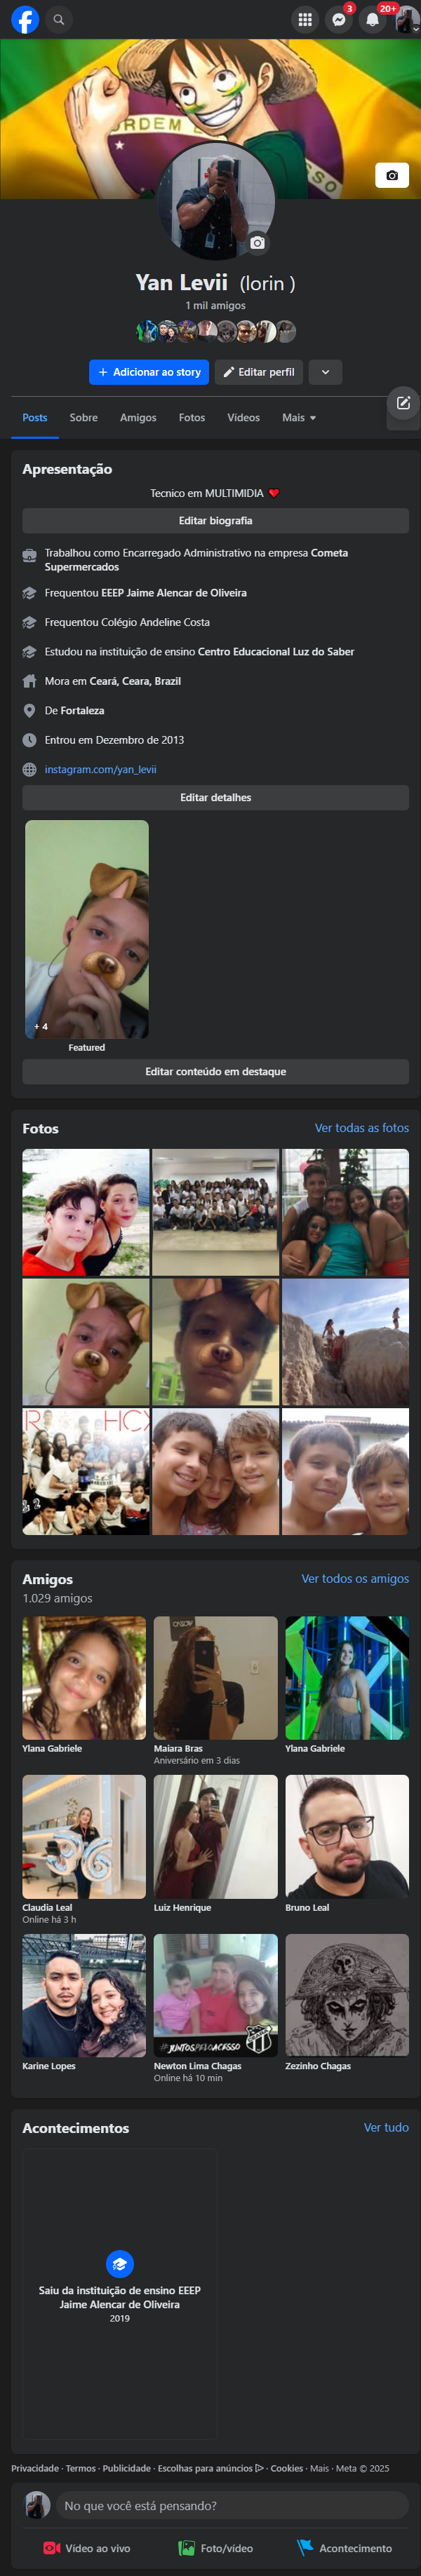 3
20+
ORDEM
Yan Levii (lorin )
1 mil amigos
Adicionar ao story
Editar perfil
Posts
Sobre
Amigos
Fotos
Vídeos
Mais
Apresentação
Tecnico em MULTIMIDIA ❤
Editar biografia
Trabalhou como Encarregado Administrativo na empresa Cometa
Supermercados
Frequentou EEEP Jaime Alencar de Oliveira
Frequentou Colégio Andeline Costa
Estudou na instituição de ensino Centro Educacional Luz do Saber
Mora em Ceará, Ceara, Brazil
De Fortaleza
Entrou em Dezembro de 2013
instagram.com/yan_levii
Editar detalhes
+ 4
Featured
Editar conteúdo em destaque
Fotos
Ver todas as fotos
R HCX
Amigos
Ver todos os amigos
1.029 amigos
Ylana Gabriele
Maiara Bras
Aniversário em 3 dias
Ylana Gabriele
Claudia Leal
Online há 3 h
Luiz Henrique
Bruno Leal
Karine Lopes
#JUNTOSPELOACESSO
Newton Lima Chagas
Online há 10 min
Zezinho Chagas
Acontecimentos
Ver tudo
Saiu da instituição de ensino EEEP
Jaime Alencar de Oliveira
2019
Privacidade · Termos · Publicidade · Escolhas para anúncios · Cookies · Mais · Meta © 2025
No que você está pensando?
Vídeo ao vivo
Foto/vídeo
Acontecimento